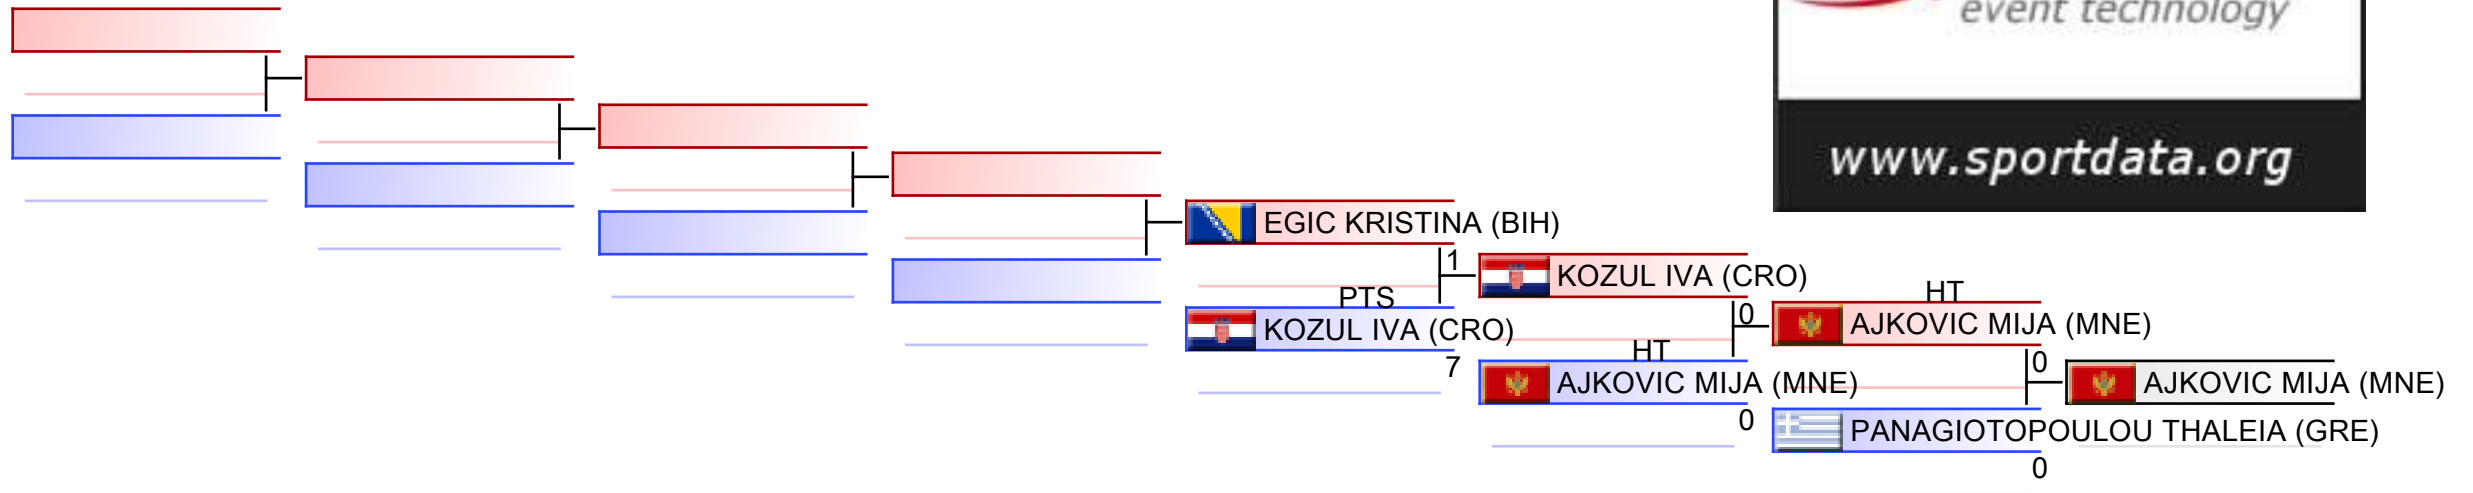 event technology
www.sportdata.org
EGIC KRISTINA (BIH)
1
PTS
KOZUL IVA (CRO)
7
KOZUL IVA (CRO)
0
HT
AJKOVIC MIJA (MNE)
0
HT
AJKOVIC MIJA (MNE)
0
PANAGIOTOPOULOU THALEIA (GRE)
0
AJKOVIC MIJA (MNE)